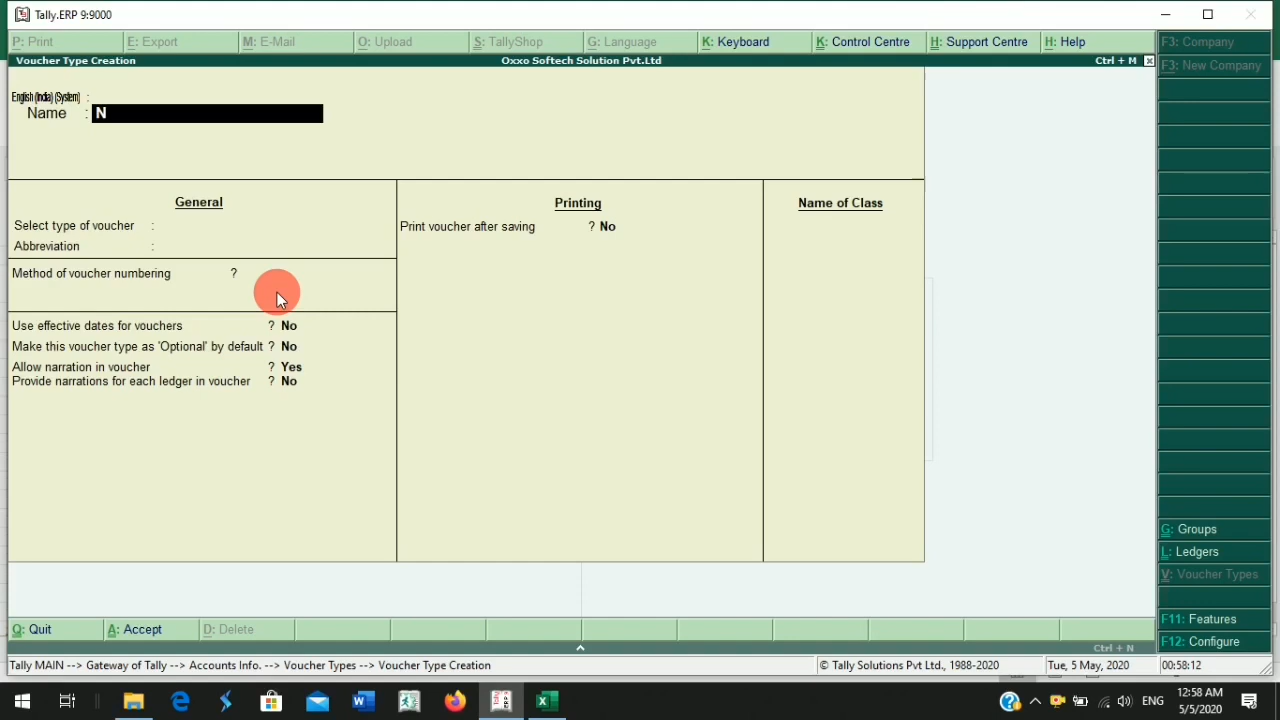 Tally.ERP 9:9000
P: Print E: Export M: E-Mail O: Upload S: TallyShop G: Language K: Keyboard K: Control Centre H: Support Centre H: Help F3: Company
Voucher Type Creation Oxxo Softech Solution Pvt.Ltd Ctrl + M
F3: New Company
English (India) (System) :
Name : N
General Printing Name of Class
Select type of voucher : Print voucher after saving ? No
Abbreviation :
Method of voucher numbering ?
Use effective dates for vouchers ? No
Make this voucher type as 'Optional' by default ? No
Allow narration in voucher ? Yes
Provide narrations for each ledger in voucher ? No
G: Groups
L: Ledgers
V: Voucher Types
F11: Features
F12: Configure
Q: Quit A: Accept D: Delete
Ctrl + N
Tally MAIN --> Gateway of Tally --> Accounts Info. --> Voucher Types --> Voucher Type Creation © Tally Solutions Pvt Ltd., 1988-2020 Tue, 5 May, 2020 00:58:12
ENG 12:58 AM
5/5/2020